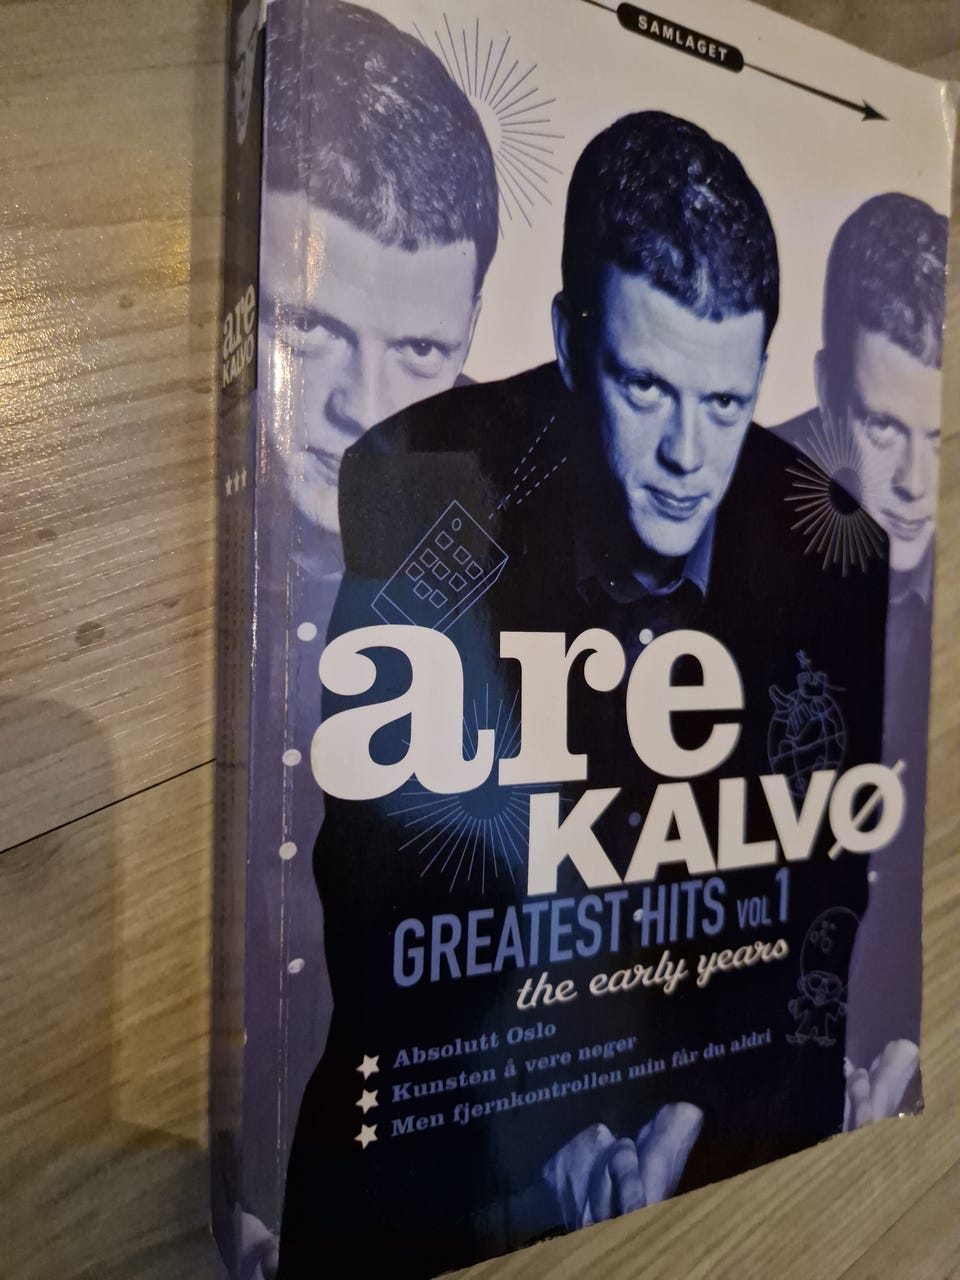 SAMLAGET
are
KALVØ
are
KALVØ
GREATEST HITS VOL 1
the early years
Absolutt Oslo
Kunsten å vere neger
Men fjernkontrollen min får du aldri